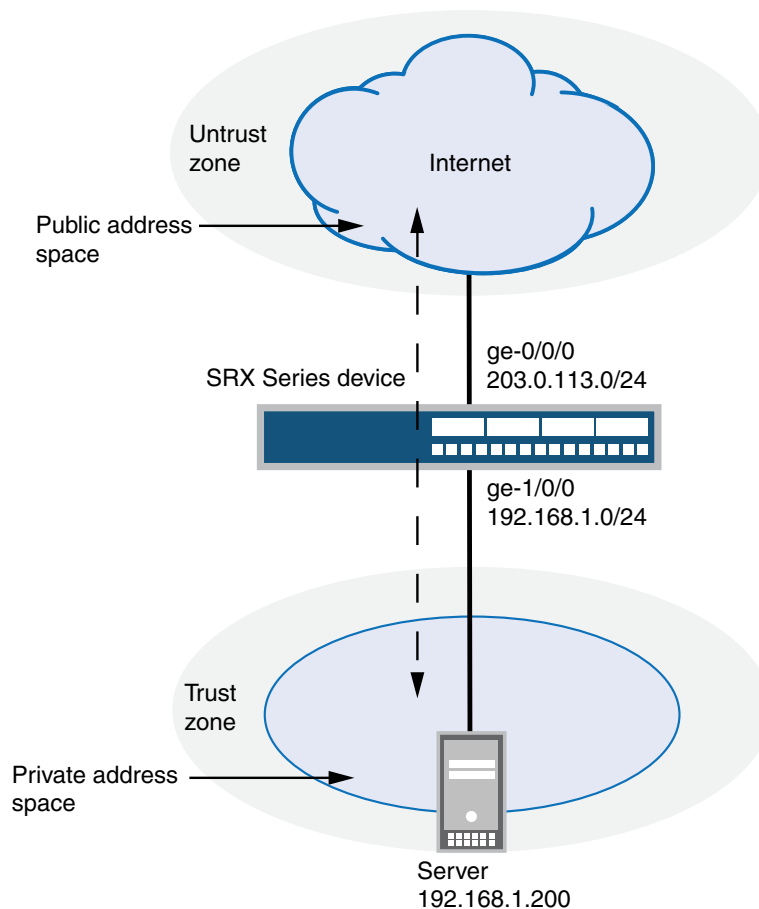 Untrust
zone
Internet
Public address
space
ge-0/0/0
203.0.113.0/24
SRX Series device
ge-1/0/0
192.168.1.0/24
Trust
zone
Private address
space
Server
192.168.1.200